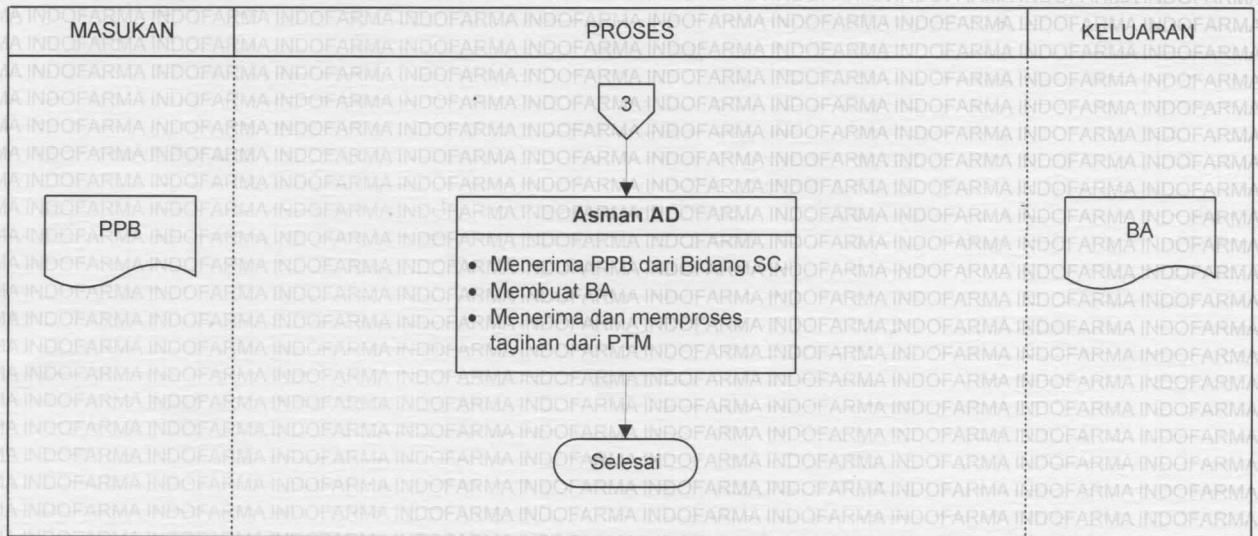 MASUKAN
PROSES
KELUARAN
3
PPB
Asman AD
• Menerima PPB dari Bidang SC.
• Membuat BA
• Menerima dan memproses
tagihan dari PTM
BA
Selesai